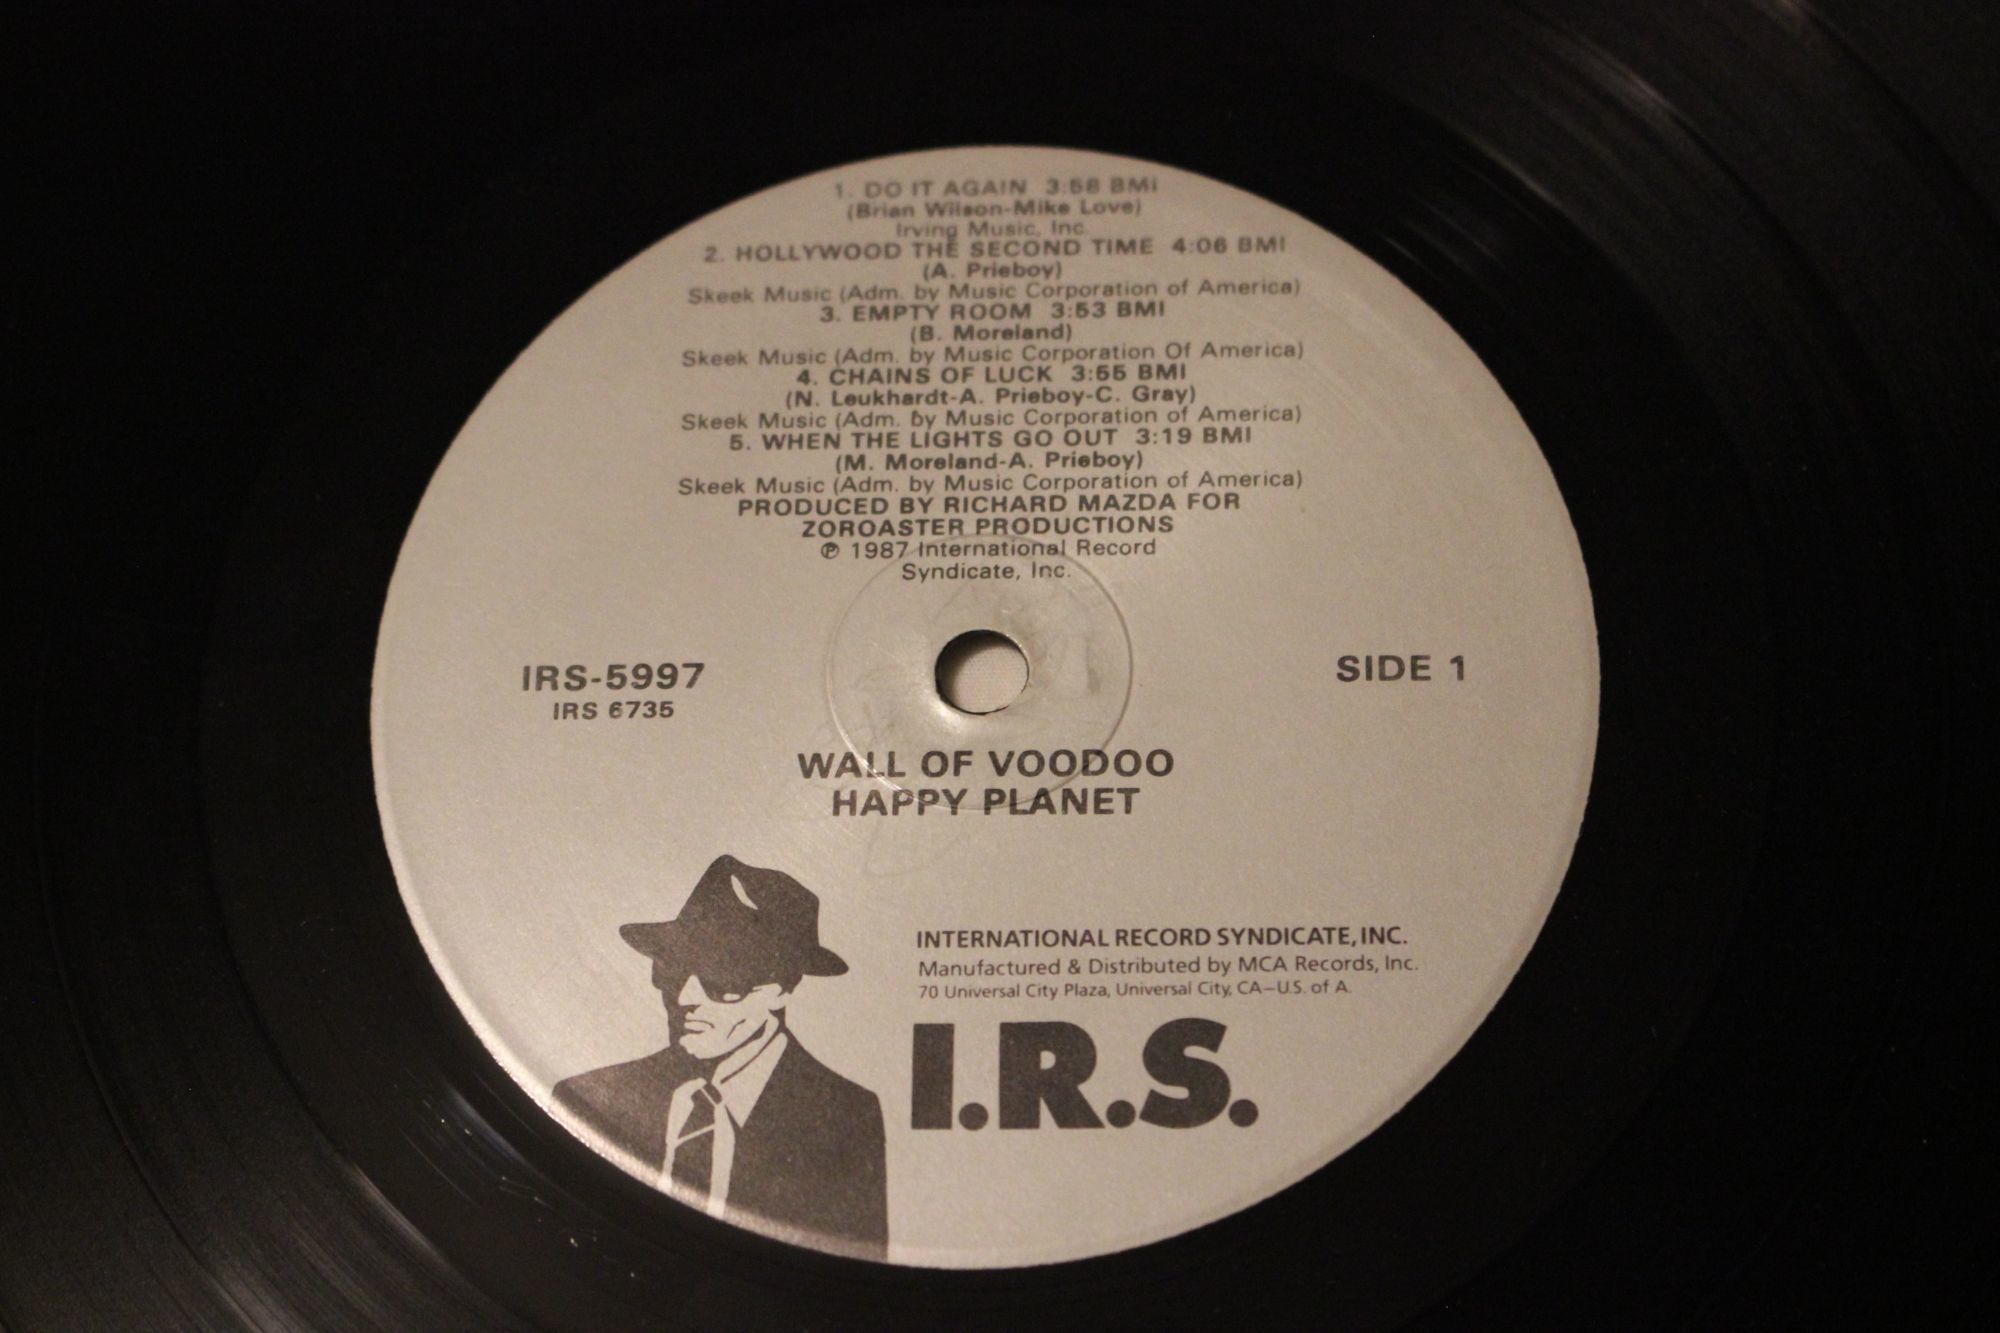 1. DO IT AGAIN 3:58 BMI
(Brian Wilson-Mike Love)
Irving Music, Inc.
2. HOLLYWOOD THE SECOND TIME 4:06 BMI
(A. Prieboy)
Skeek Music (Adm. by Music Corporation of America)
3. EMPTY ROOM 3:53 BMI
(B. Moreland)
Skeek Music (Adm. by Music Corporation Of America)
4. CHAINS OF LUCK 3:55 BMI
(N. Leukhardt-A. Prieboy-C. Gray)
Skeek Music (Adm. by Music Corporation of America)
5. WHEN THE LIGHTS GO OUT 3:19 BMI
(M. Moreland-A. Prieboy)
Skeek Music (Adm. by Music Corporation of America)
PRODUCED BY RICHARD MAZDA FOR
ZOROASTER PRODUCTIONS
℗ 1987 International Record
Syndicate, Inc.
IRS-5997
IRS 6735
SIDE 1
WALL OF VOODOO
HAPPY PLANET
INTERNATIONAL RECORD SYNDICATE, INC.
Manufactured & Distributed by MCA Records, Inc.
70 Universal City Plaza, Universal City, CA–U.S. of A.
I.R.S.